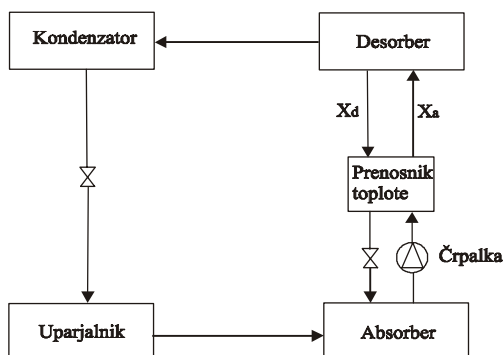 Kondenzator
Desorber
Xd
Xa
Prenosnik
toplote
Črpalka
Uparjalnik
Absorber